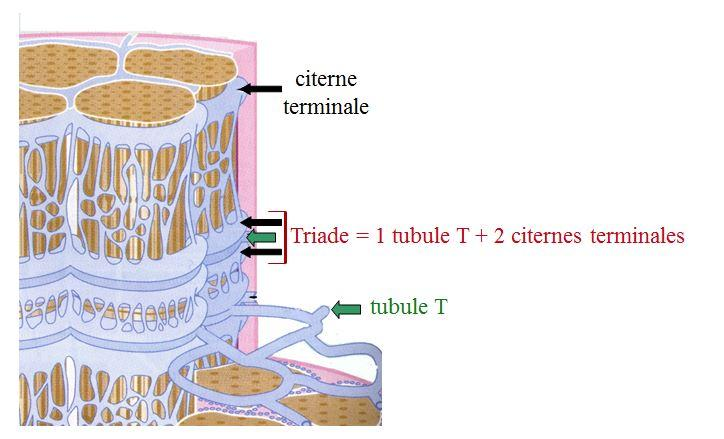 citerne
terminale
Triade = 1 tubule T + 2 citernes terminales
tubule T